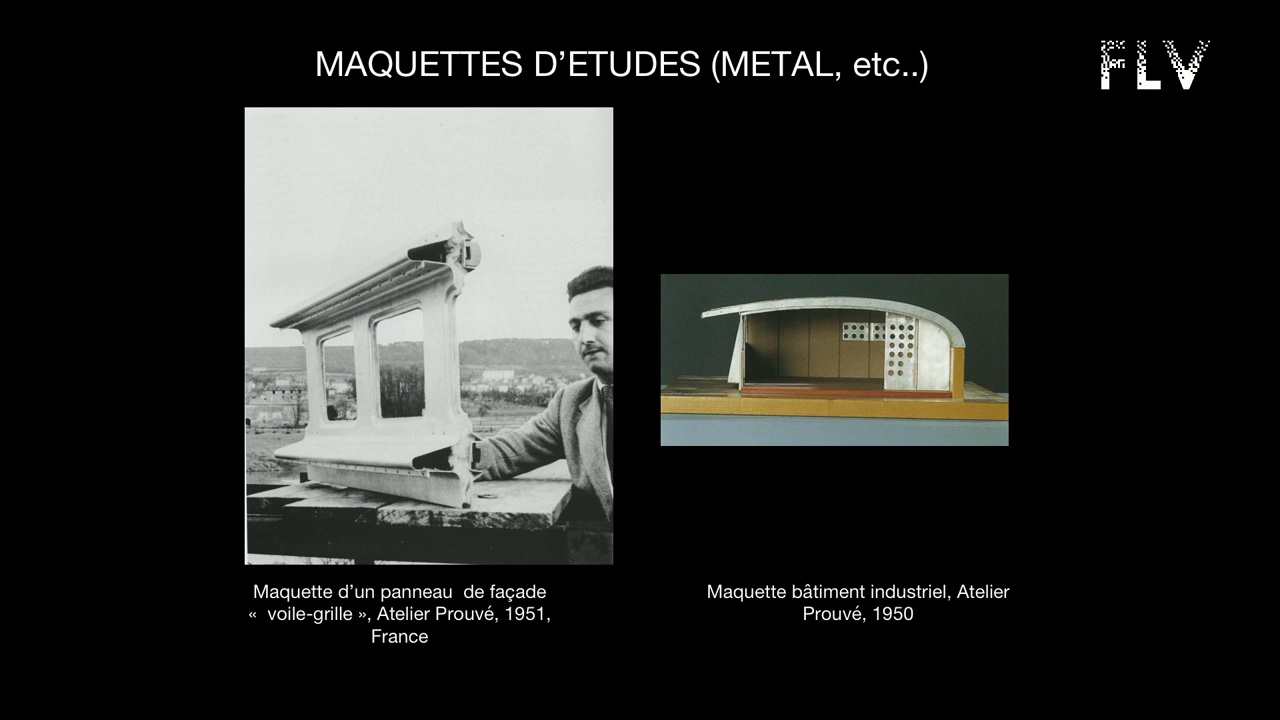 MAQUETTES D’ETUDES (METAL, etc..)
FLV
Maquette d’un panneau  de façade
«  voile-grille », Atelier Prouvé, 1951,
France
Maquette bâtiment industriel, Atelier
Prouvé, 1950